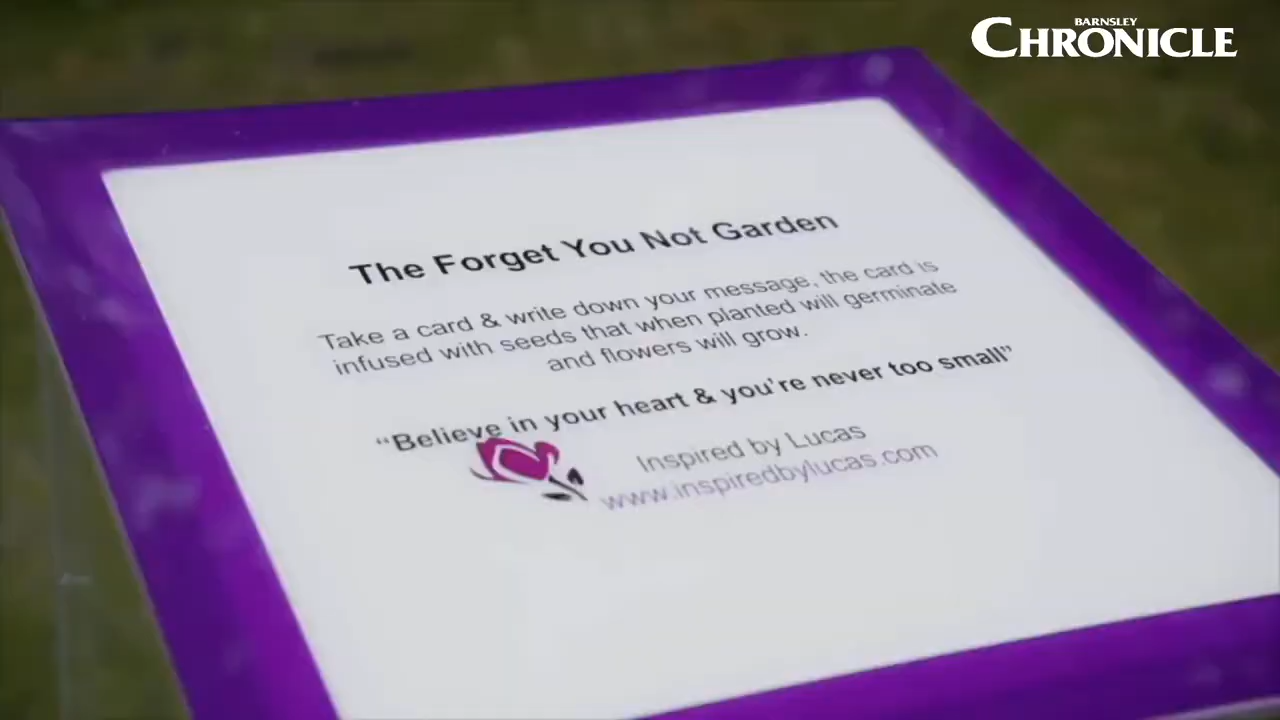 BARNSLEY
CHRONICLE
The Forget You Not Garden
Take a card & write down your message, the card is
infused with seeds that when planted will germinate
and flowers will grow.
“Believe in your heart & you're never too small”
Inspired by Lucas
www.inspiredbylucas.com